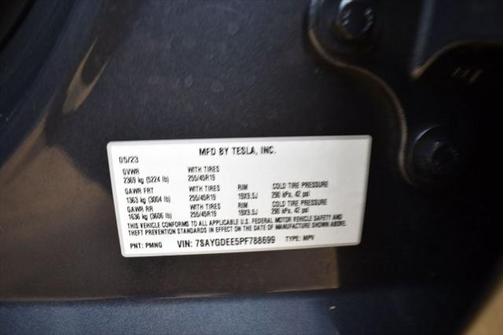 MFD BY TESLA, INC.
05/23
GVWR WITH TIRES
2369 kg (5224 lb) 255/45R19
GAWR FRT WITH TIRES RIM COLD TIRE PRESSURE
1363 kg (3004 lb) 255/45R19 19X9.5J 290 kPa, 42 psi
GAWR RR WITH TIRES RIM COLD TIRE PRESSURE
1636 kg (3606 lb) 255/45R19 19X9.5J 290 kPa, 42 psi
THIS VEHICLE CONFORMS TO ALL APPLICABLE U.S. FEDERAL MOTOR VEHICLE SAFETY AND
THEFT PREVENTION STANDARDS IN EFFECT ON THE DATE OF MANUFACTURE SHOWN ABOVE.
PNT: PMNG VIN: 7SAYGDEE5PF788699 TYPE: MPV